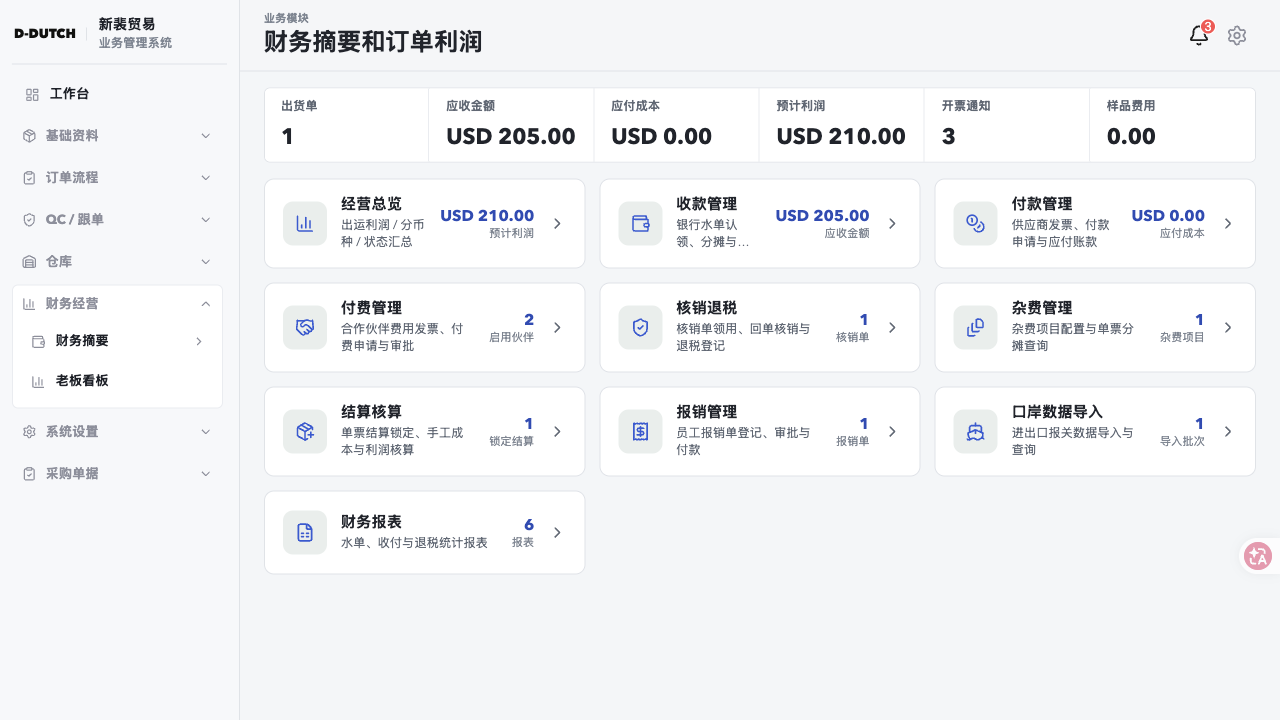 D-DUTCH
新裴贸易
业务管理系统
工作台
基础资料
订单流程
QC / 跟单
仓库
财务经营
财务摘要
老板看板
系统设置
采购单据
业务模块
财务摘要和订单利润
3
出货单
1
应收金额
USD 205.00
应付成本
USD 0.00
预计利润
USD 210.00
开票通知
3
样品费用
0.00
经营总览
出运利润 / 分币
种 / 状态汇总
USD 210.00
预计利润
收款管理
银行水单认
领、分摊与...
USD 205.00
应收金额
付款管理
供应商发票、付款
申请与应付账款
USD 0.00
应付成本
付费管理
合作伙伴费用发票、付
费申请与审批
2
启用伙伴
核销退税
核销单领用、回单核销与
退税登记
1
核销单
杂费管理
杂费项目配置与单票分
摊查询
1
杂费项目
结算核算
单票结算锁定、手工成
本与利润核算
1
锁定结算
报销管理
员工报销单登记、审批与
付款
1
报销单
口岸数据导入
进出口报关数据导入与
查询
1
导入批次
财务报表
水单、收付与退税统计报表
6
报表